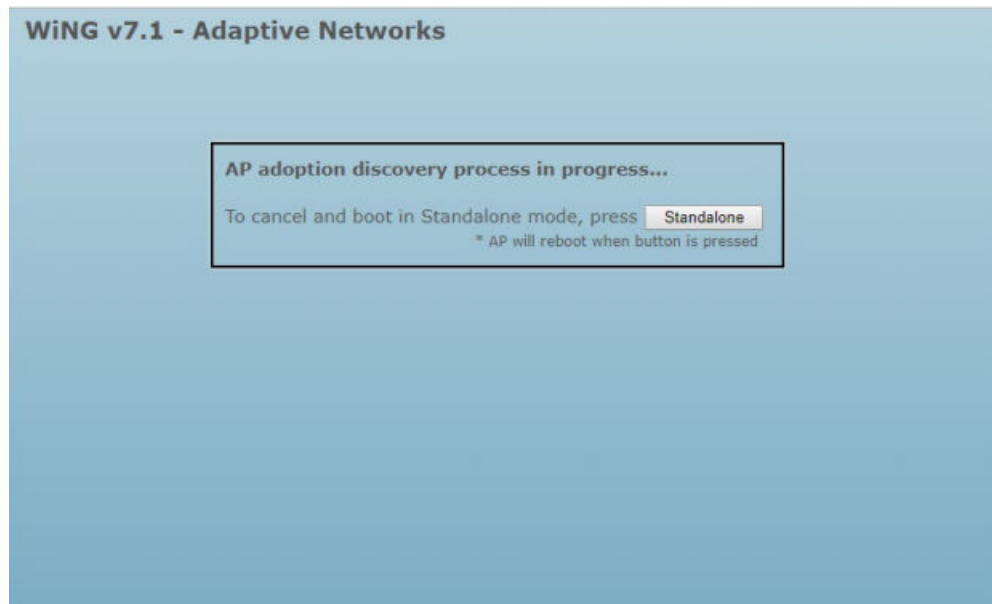 WiNG v7.1 - Adaptive Networks
AP adoption discovery process in progress...
To cancel and boot in Standalone mode, press Standalone
* AP will reboot when button is pressed